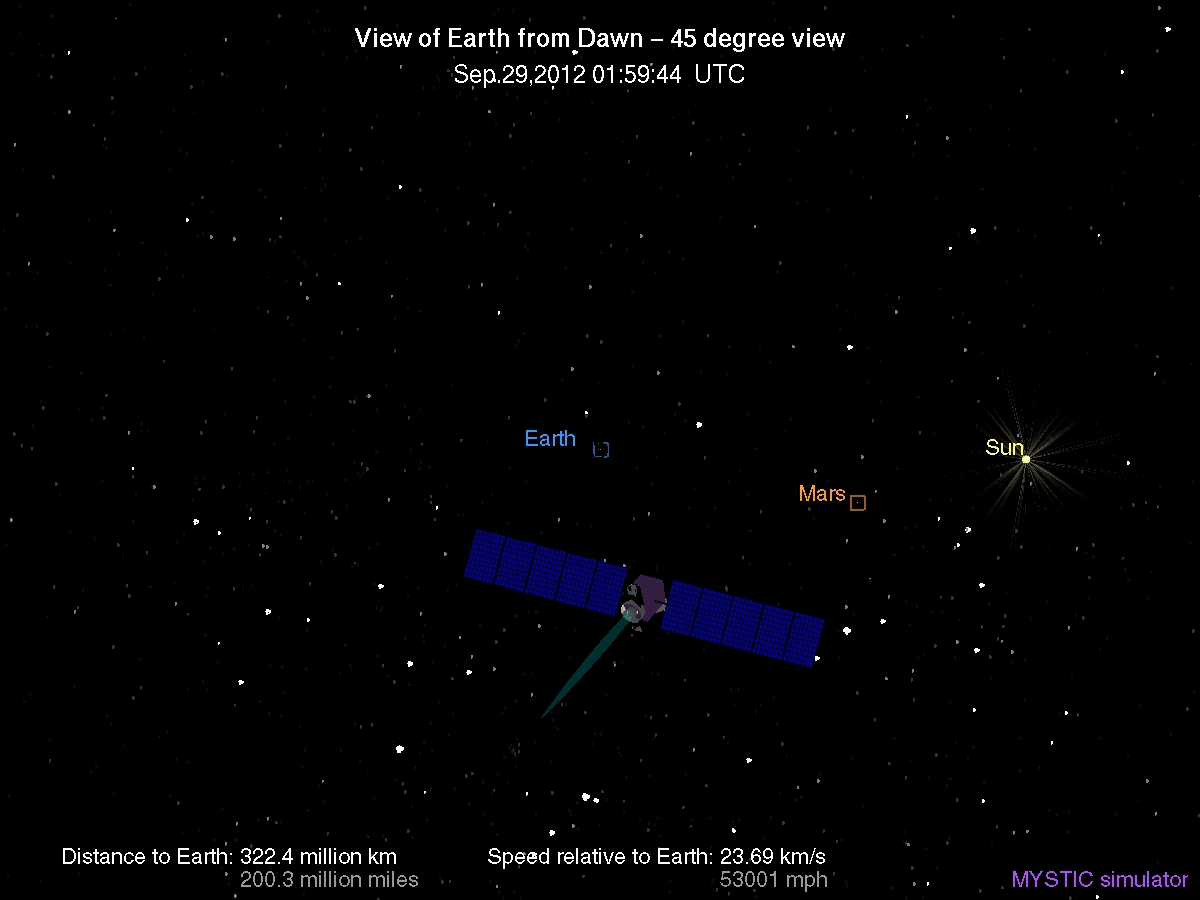 View of Earth from Dawn – 45 degree view
Sep.29,2012 01:59:44 UTC
Earth
Sun
Mars
Distance to Earth: 322.4 million km
200.3 million miles
Speed relative to Earth: 23.69 km/s
53001 mph
MYSTIC simulator